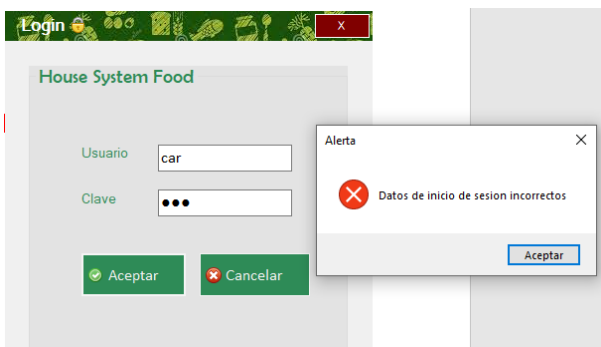 Login
X
House System Food
Usuario
car
Clave
●●●
Aceptar
Cancelar
Alerta
Datos de inicio de sesion incorrectos
Aceptar